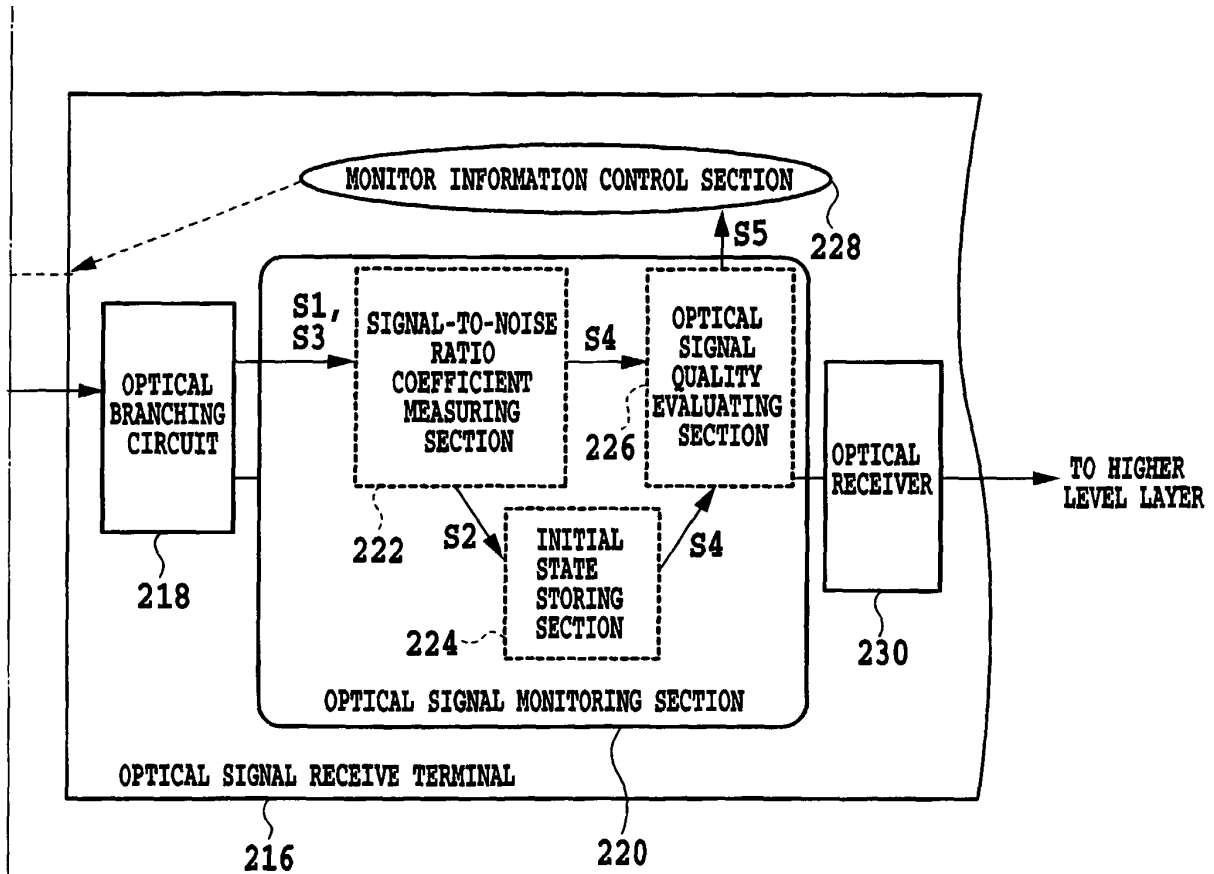 MONITOR INFORMATION CONTROL SECTION
S5
228
S1,
S3
SIGNAL-TO-NOISE
RATIO
COEFFICIENT
MEASURING
SECTION
S4
OPTICAL
SIGNAL
QUALITY
EVALUATING
SECTION
OPTICAL
BRANCHING
CIRCUIT
226
OPTICAL
RECEIVER
TO HIGHER
LEVEL LAYER
222
S2
S4
218
INITIAL
STATE
STORING
SECTION
224
230
OPTICAL SIGNAL MONITORING SECTION
OPTICAL SIGNAL RECEIVE TERMINAL
216
220